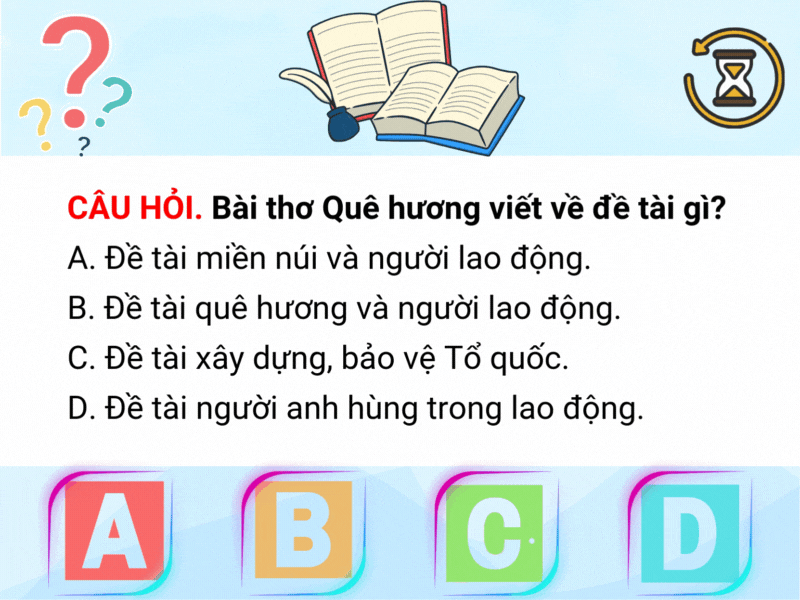 CÂU HỎI. Bài thơ Quê hương viết về đề tài gì?
A. Đề tài miền núi và người lao động.
B. Đề tài quê hương và người lao động.
C. Đề tài xây dựng, bảo vệ Tổ quốc.
D. Đề tài người anh hùng trong lao động.
A B C D